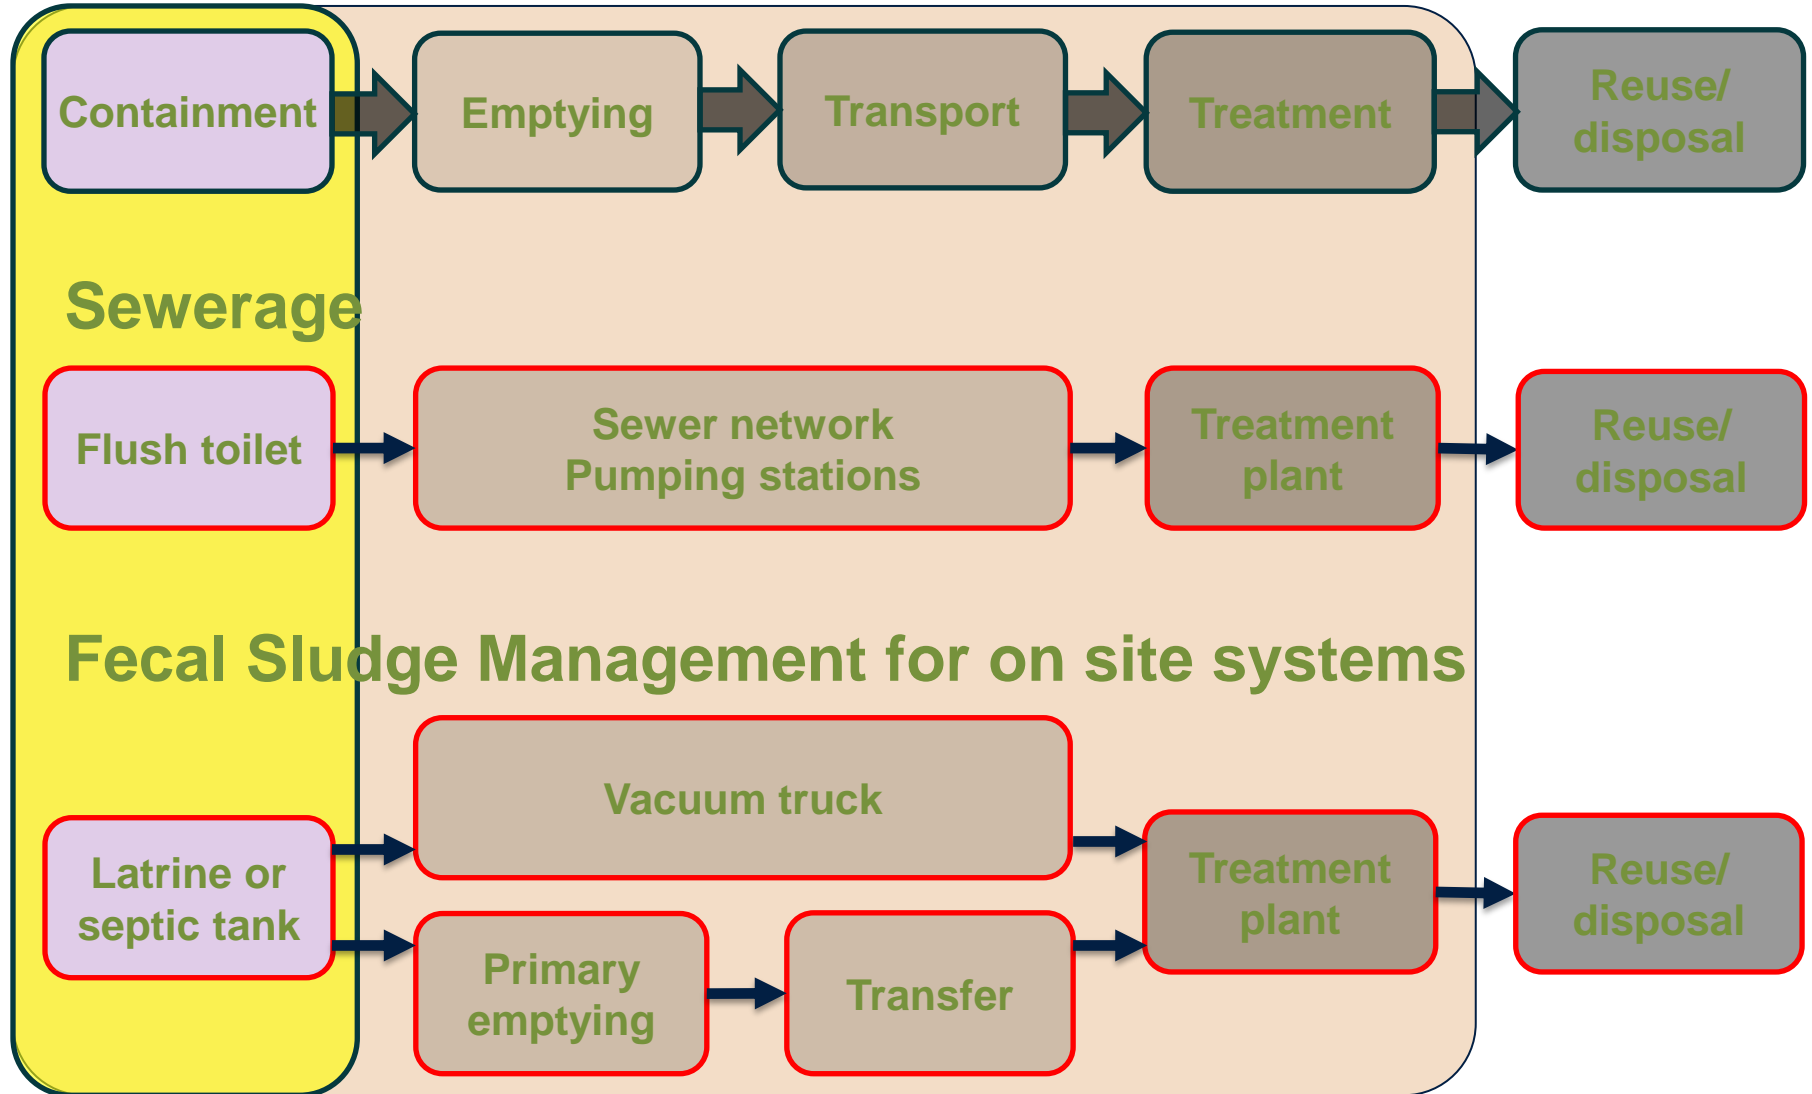 Containment
Emptying
Transport
Treatment
Reuse/
disposal
Sewerage
Flush toilet
Sewer network
Pumping stations
Treatment
plant
Reuse/
disposal
Fecal Sludge Management for on site systems
Latrine or
septic tank
Vacuum truck
Primary
emptying
Transfer
Treatment
plant
Reuse/
disposal